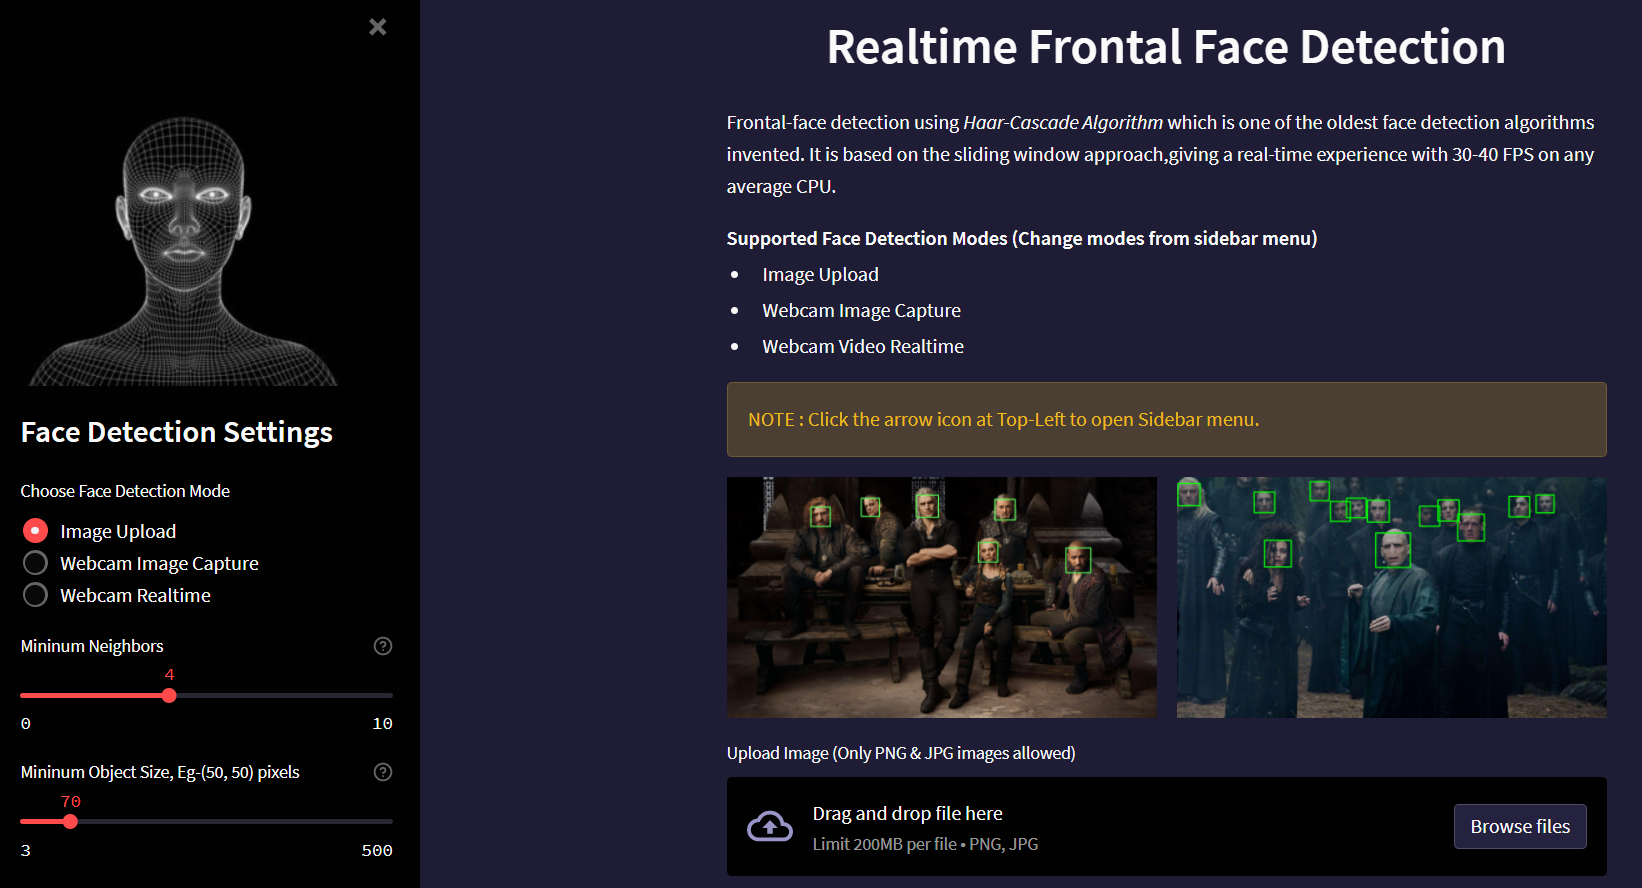 Face Detection Settings
Choose Face Detection Mode
Image Upload
Webcam Image Capture
Webcam Realtime
Mininum Neighbors
4
0
10
Mininum Object Size, Eg-(50, 50) pixels
70
3
500
Realtime Frontal Face Detection
Frontal-face detection using Haar-Cascade Algorithm which is one of the oldest face detection algorithms
invented. It is based on the sliding window approach,giving a real-time experience with 30-40 FPS on any
average CPU.
Supported Face Detection Modes (Change modes from sidebar menu)
• Image Upload
• Webcam Image Capture
• Webcam Video Realtime
NOTE : Click the arrow icon at Top-Left to open Sidebar menu.
Upload Image (Only PNG & JPG images allowed)
Drag and drop file here
Limit 200MB per file • PNG, JPG
Browse files